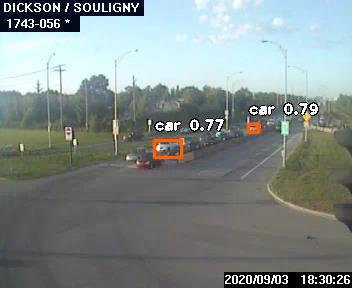 DICKSON / SOULIGNY
1743-056 *
car 0.79
car 0.77
2020/09/03 18:30:26